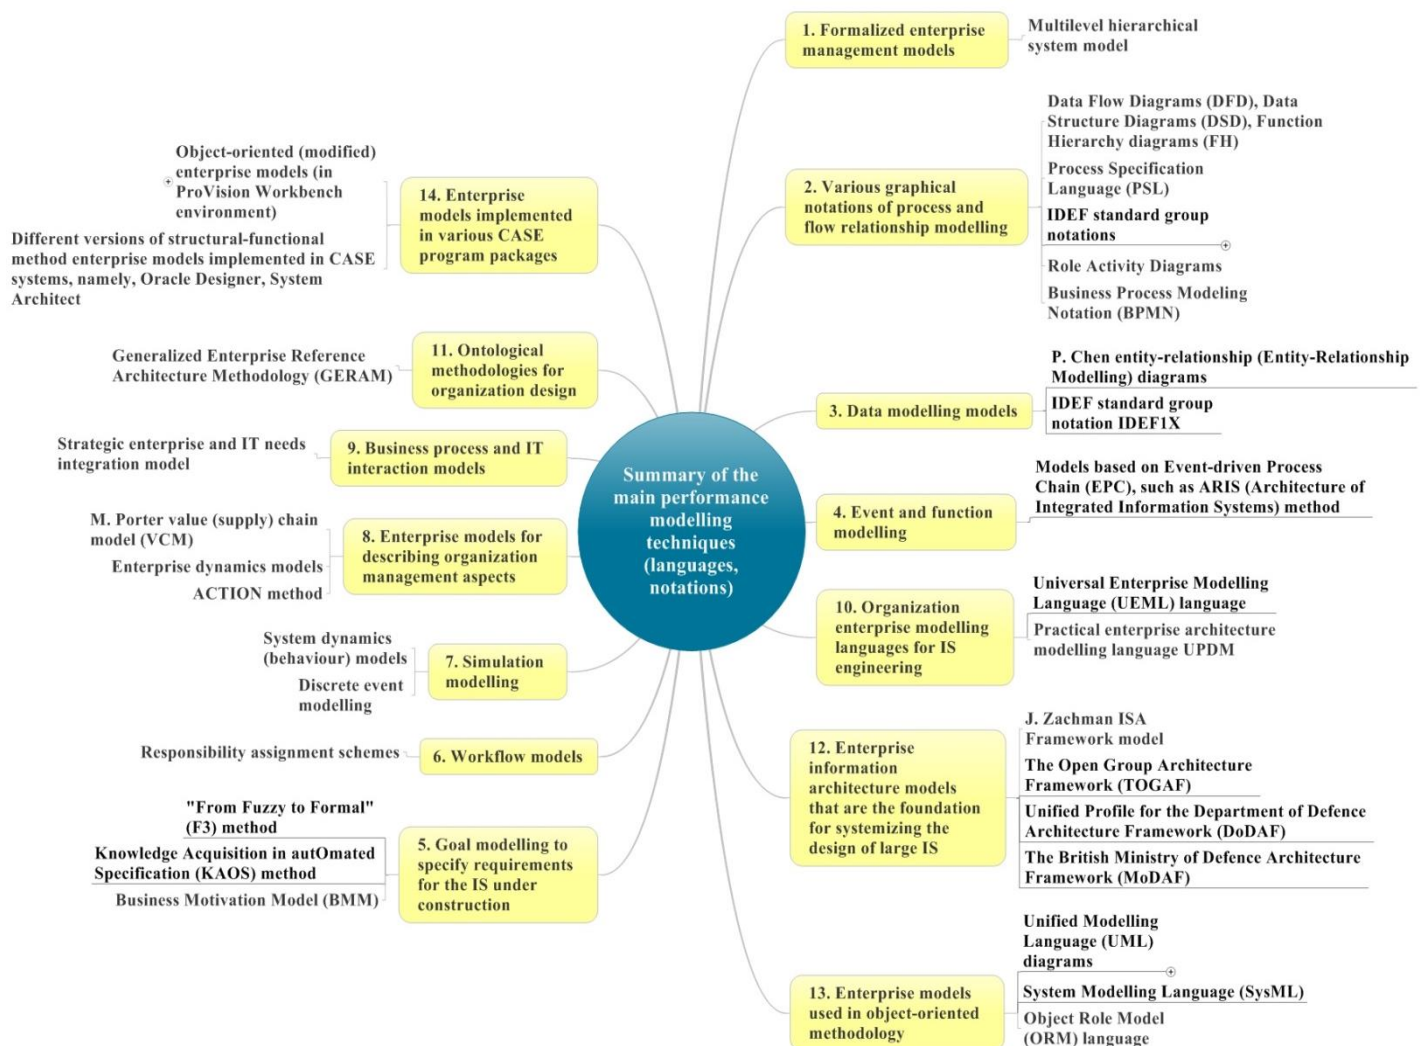 1. Formalized enterprise
management models
Multilevel hierarchical
system model
Data Flow Diagrams (DFD), Data
Structure Diagrams (DSD), Function
Hierarchy diagrams (FH)
Process Specification
Language (PSL)
2. Various graphical
notations of process and
flow relationship modelling
IDEF standard group
notations
Role Activity Diagrams
Business Process Modeling
Notation (BPMN)
P. Chen entity-relationship (Entity-Relationship
Modelling) diagrams
3. Data modelling models
IDEF standard group
notation IDEF1X
Models based on Event-driven Process
Chain (EPC), such as ARIS (Architecture of
Integrated Information Systems) method
4. Event and function
modelling
10. Organization
enterprise modelling
languages for IS
engineering
Universal Enterprise Modelling
Language (UEML) language
Practical enterprise architecture
modelling language UPDM
12. Enterprise
information
architecture models
that are the foundation
for systemizing the
design of large IS
J. Zachman ISA
Framework model
The Open Group Architecture
Framework (TOGAF)
Unified Profile for the Department of Defence
Architecture Framework (DoDAF)
The British Ministry of Defence Architecture
Framework (MoDAF)
13. Enterprise models
used in object-oriented
methodology
Unified Modelling
Language (UML)
diagrams
System Modelling Language (SysML)
Object Role Model
(ORM) language
Summary of the
main performance
modelling
techniques
(languages,
notations)
Object-oriented (modified)
enterprise models (in
ProVision Workbench
environment)
Different versions of structural-functional
method enterprise models implemented in CASE
systems, namely, Oracle Designer, System
Architect
14. Enterprise
models implemented
in various CASE
program packages
Generalized Enterprise Reference
Architecture Methodology (GERAM)
11. Ontological
methodologies for
organization design
Strategic enterprise and IT needs
integration model
9. Business process and IT
interaction models
M. Porter value (supply) chain
model (VCM)
Enterprise dynamics models
ACTION method
8. Enterprise models for
describing organization
management aspects
System dynamics
(behaviour) models
Discrete event
modelling
7. Simulation
modelling
Responsibility assignment schemes
6. Workflow models
"From Fuzzy to Formal"
(F3) method
Knowledge Acquisition in autOmated
Specification (KAOS) method
Business Motivation Model (BMM)
5. Goal modelling to
specify requirements
for the IS under
construction